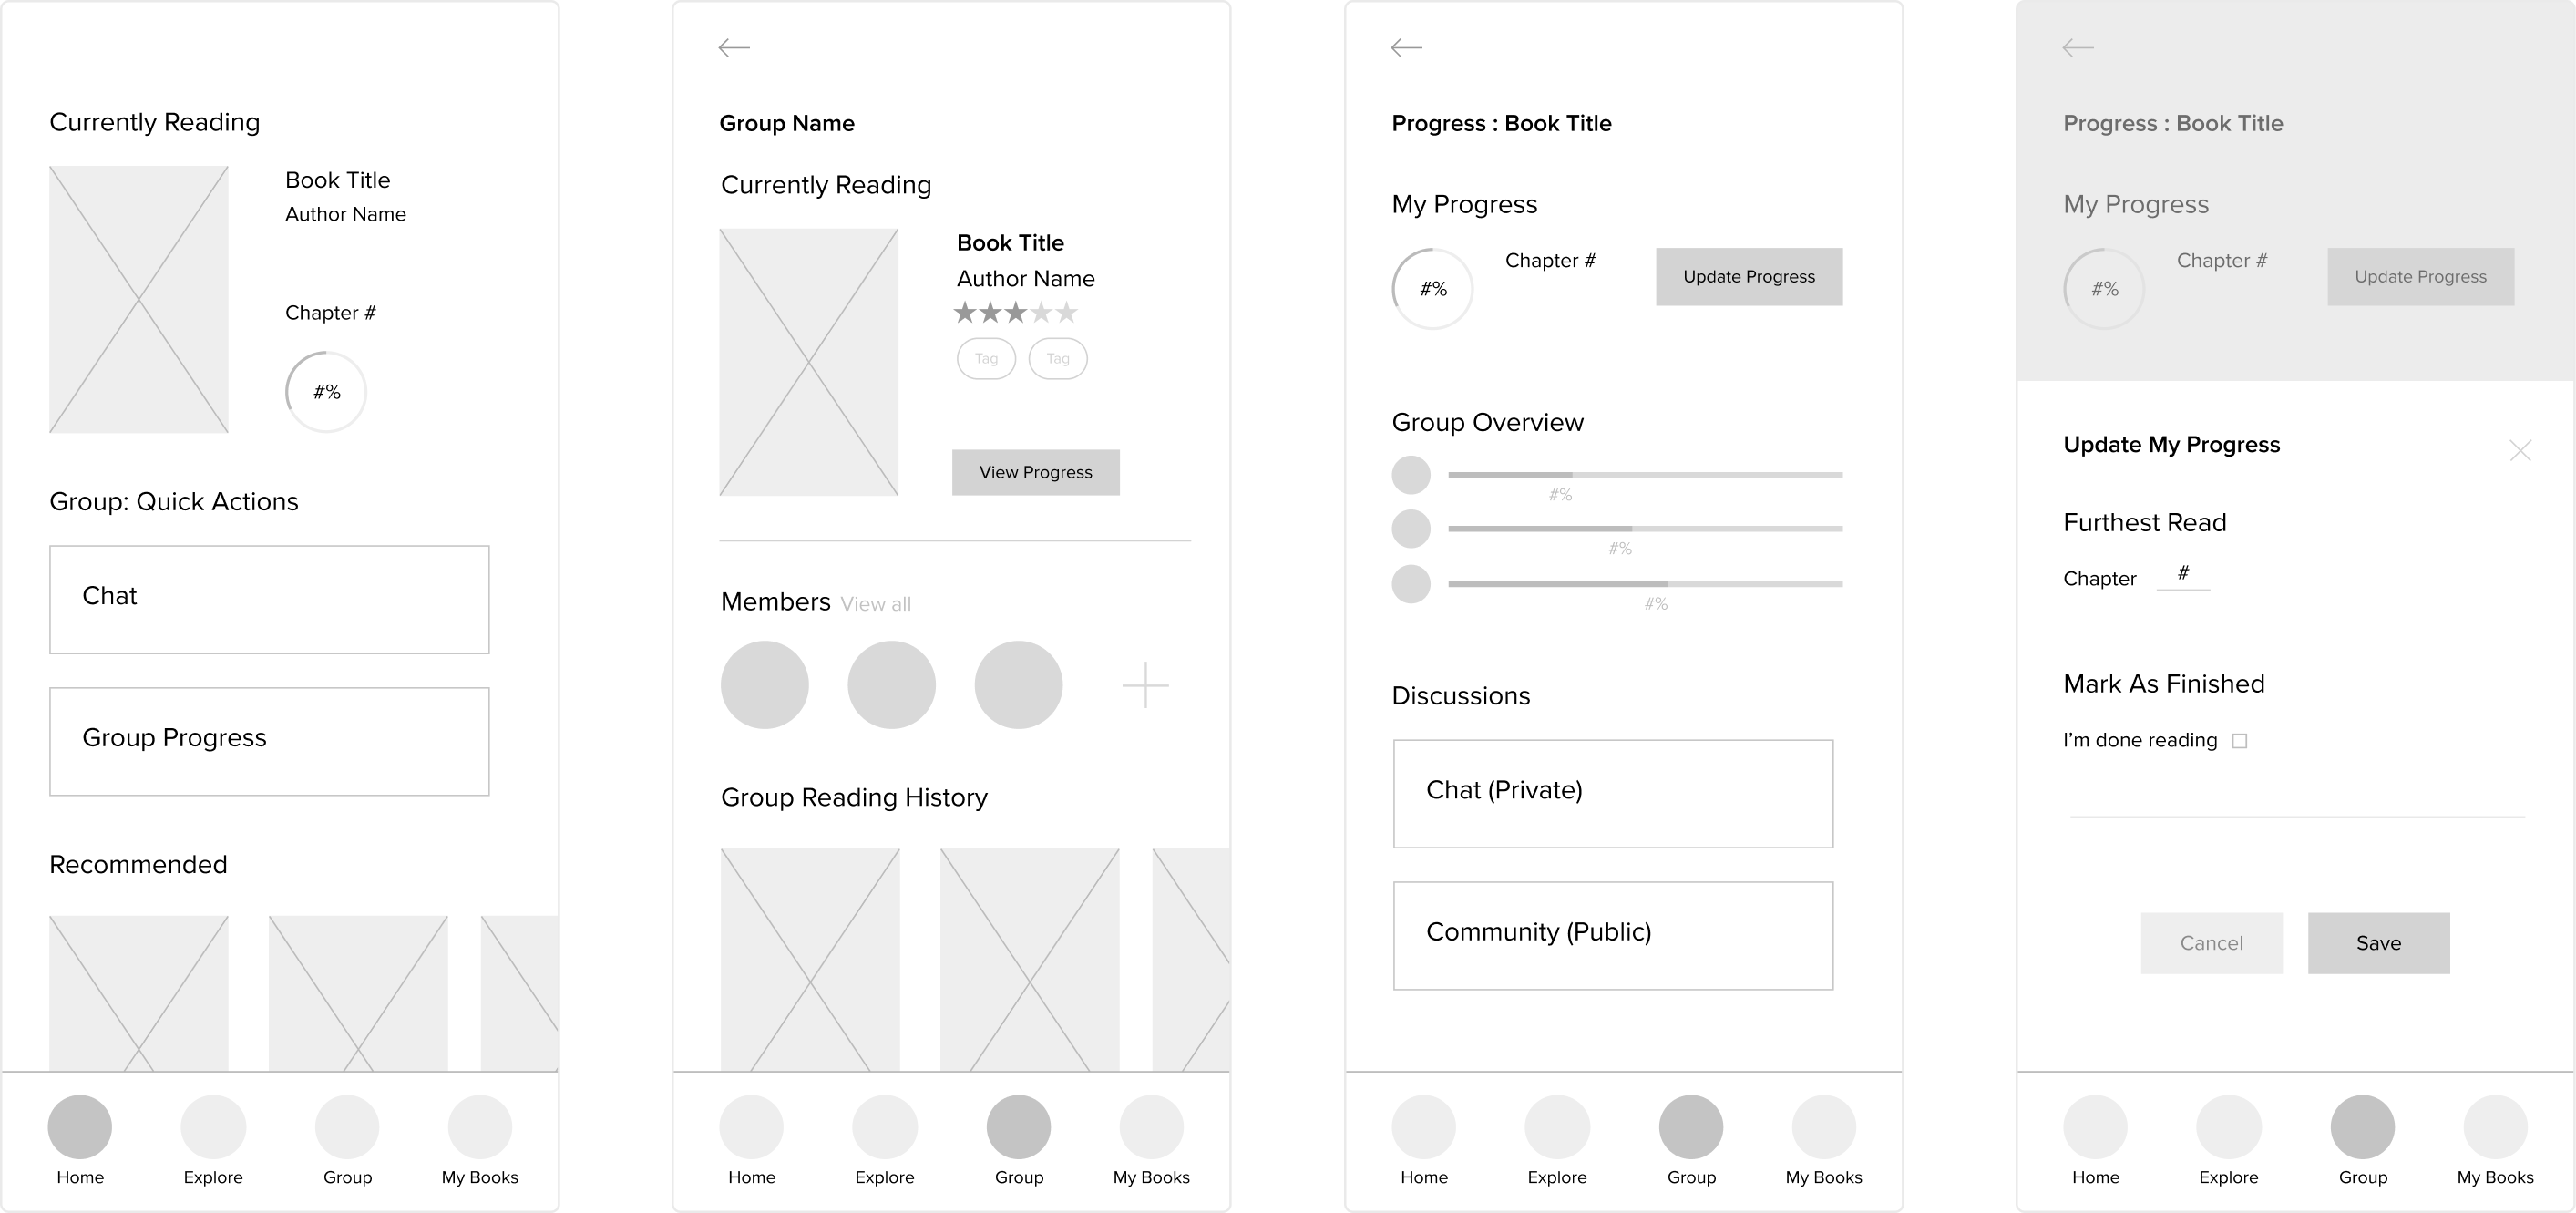 Currently Reading
Book Title
Author Name
Chapter #
#%
Group: Quick Actions
Chat
Group Progress
Recommended
Home Explore Group My Books
Group Name
Currently Reading
Book Title
Author Name
Tag Tag
View Progress
Members View all
Group Reading History
Home Explore Group My Books
Progress : Book Title
My Progress
#% Chapter # Update Progress
Group Overview
#%
#%
#%
Discussions
Chat (Private)
Community (Public)
Home Explore Group My Books
Progress : Book Title
My Progress
#% Chapter # Update Progress
Update My Progress
Furthest Read
Chapter #
Mark As Finished
I’m done reading
Cancel Save
Home Explore Group My Books